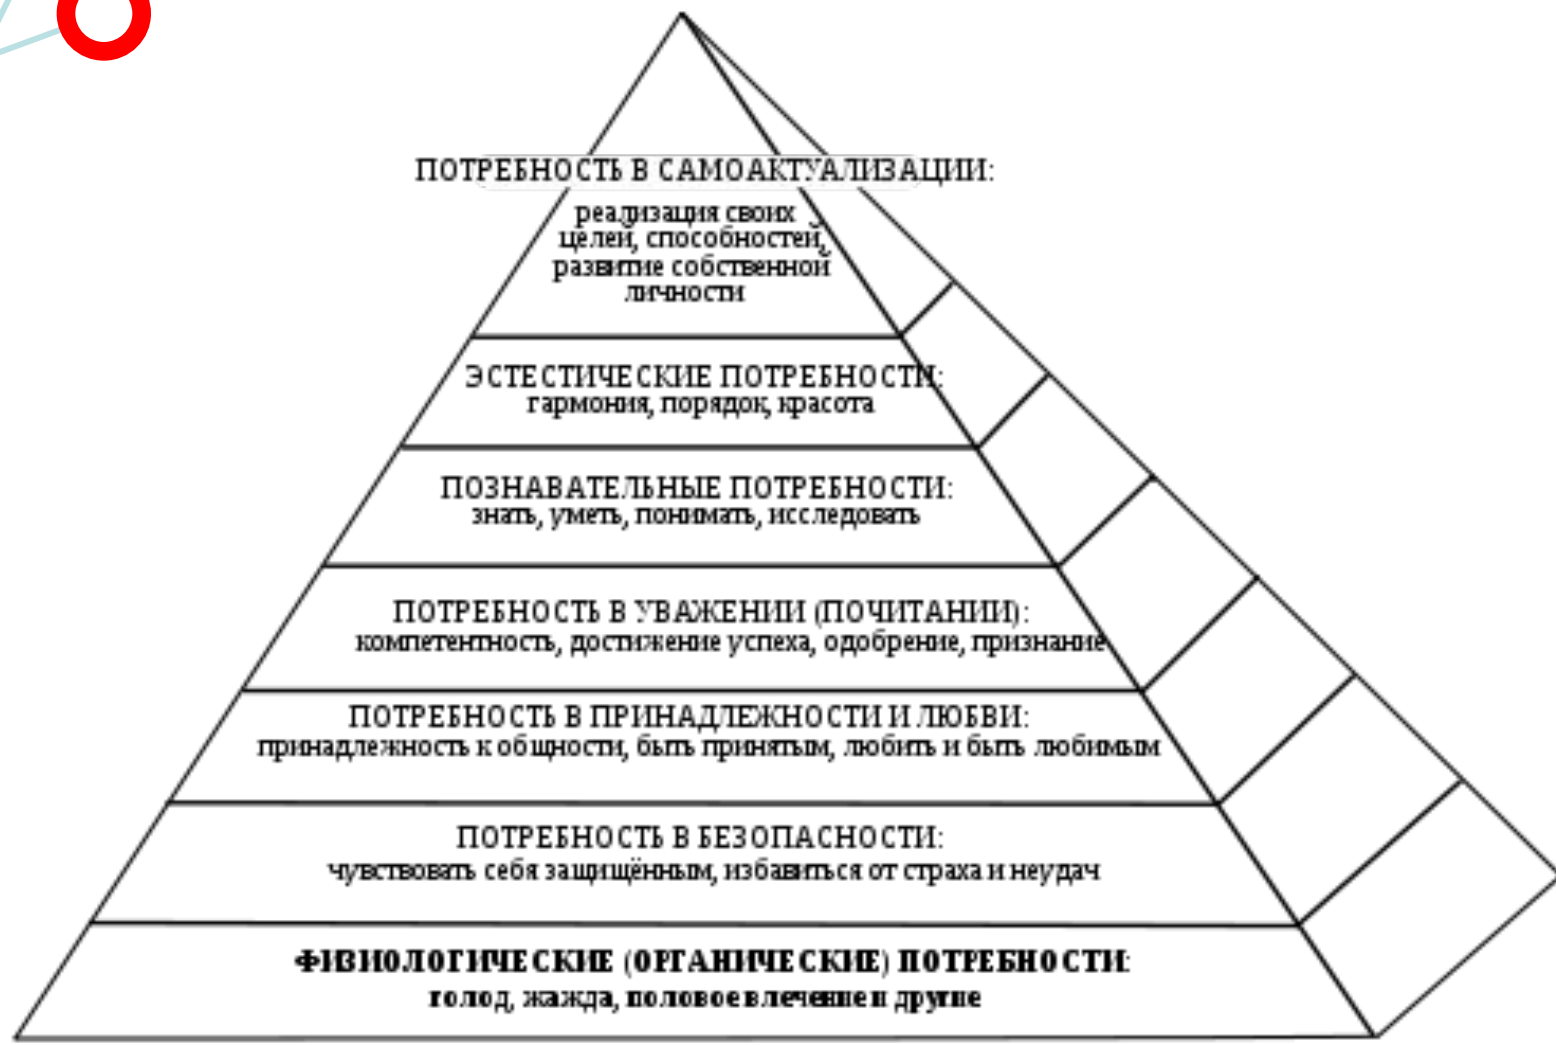 ПОТРЕБНОСТЬ В САМОАКТУАЛИЗАЦИИ:
реализация своих
целей, способностей,
развитие собственной
личности
ЭСТЕСТИЧЕСКИЕ ПОТРЕБНОСТИ:
гармония, порядок, красота
ПОЗНАВАТЕЛЬНЫЕ ПОТРЕБНОСТИ:
знать, уметь, понимать, исследовать
ПОТРЕБНОСТЬ В УВАЖЕНИИ (ПОЧИТАНИИ):
компетентность, достижение успеха, одобрение, признание
ПОТРЕБНОСТЬ В ПРИНАДЛЕЖНОСТИ И ЛЮБВИ:
принадлежность к общности, быть принятым, любить и быть любимым
ПОТРЕБНОСТЬ В БЕЗОПАСНОСТИ:
чувствовать себя защищённым, избавиться от страха и неудач
ФИЗИОЛОГИЧЕСКИЕ (ОРГАНИЧЕСКИЕ) ПОТРЕБНОСТИ:
голод, жажда, половое влечение и другие